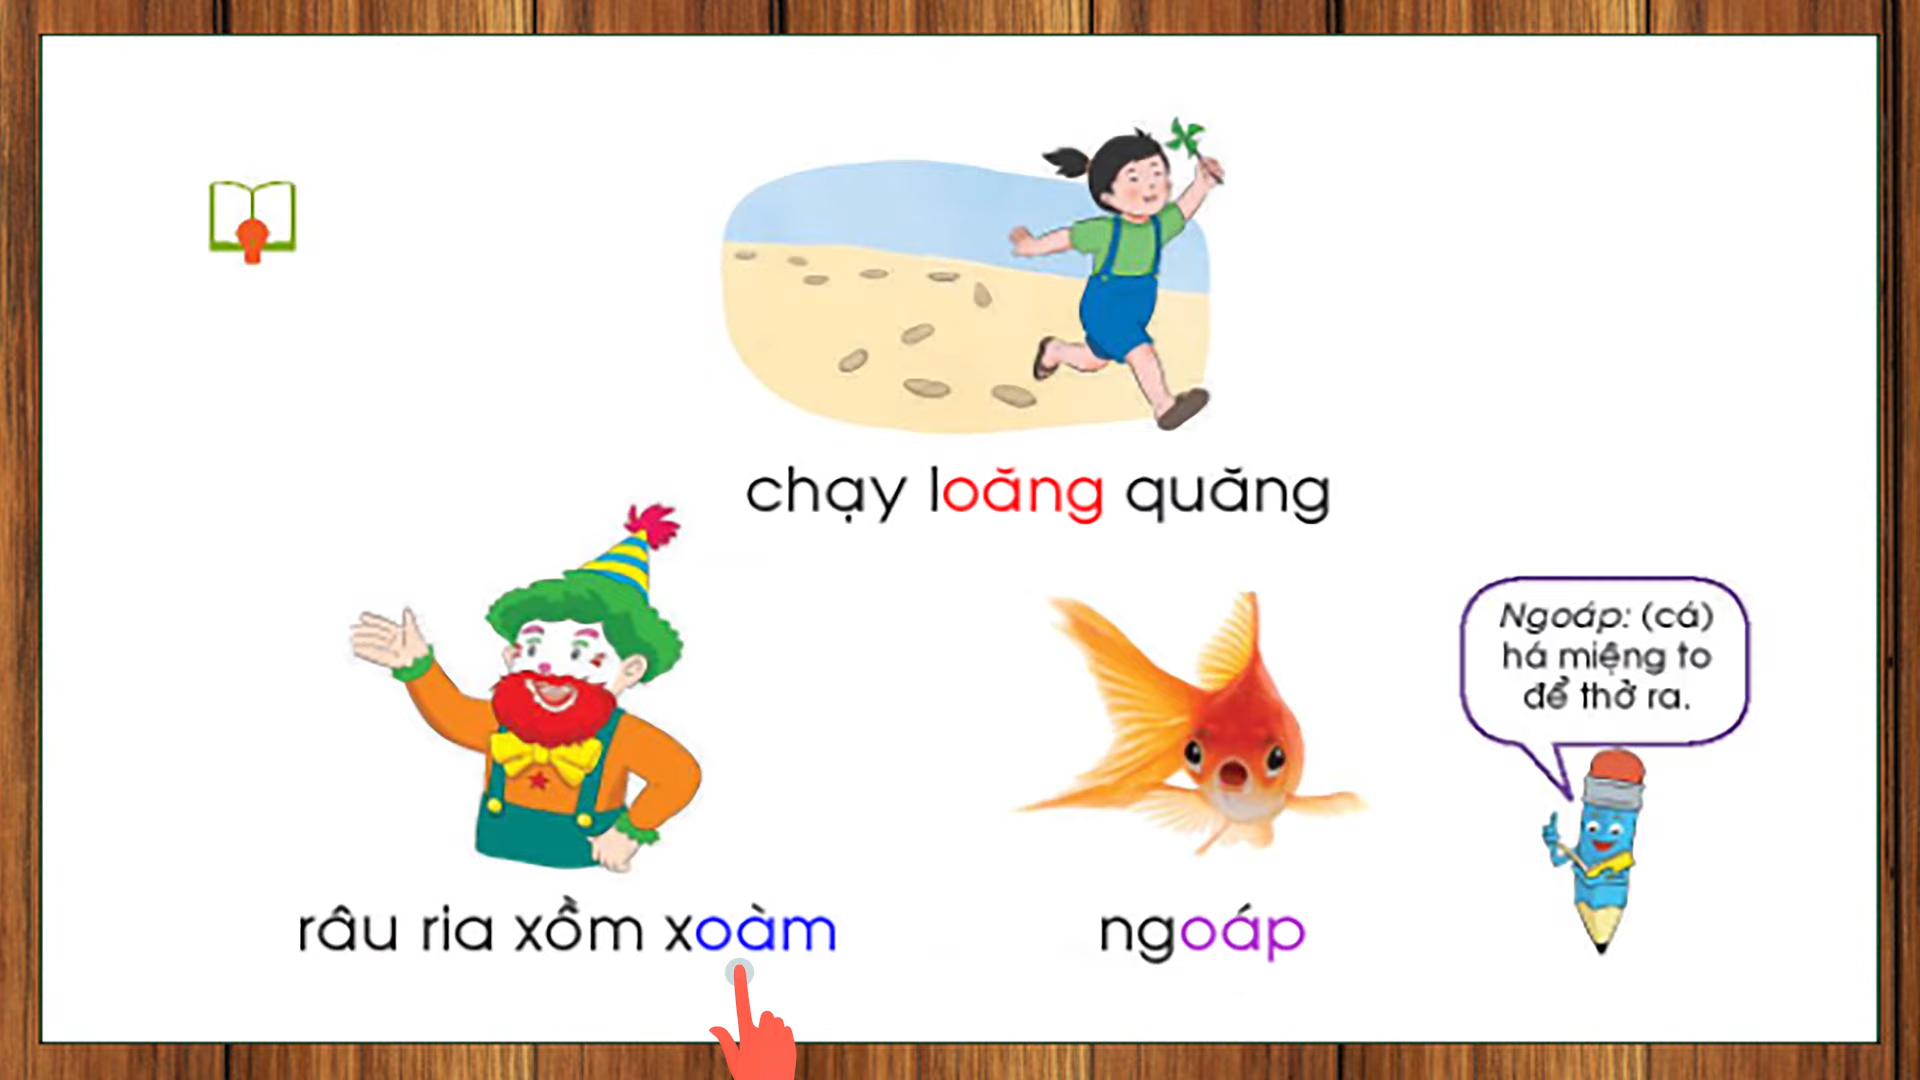 chạy loăng quăng
râu ria xồm xoàm
ngoáp
Ngoáp: (cá)
há miệng to
để thở ra.